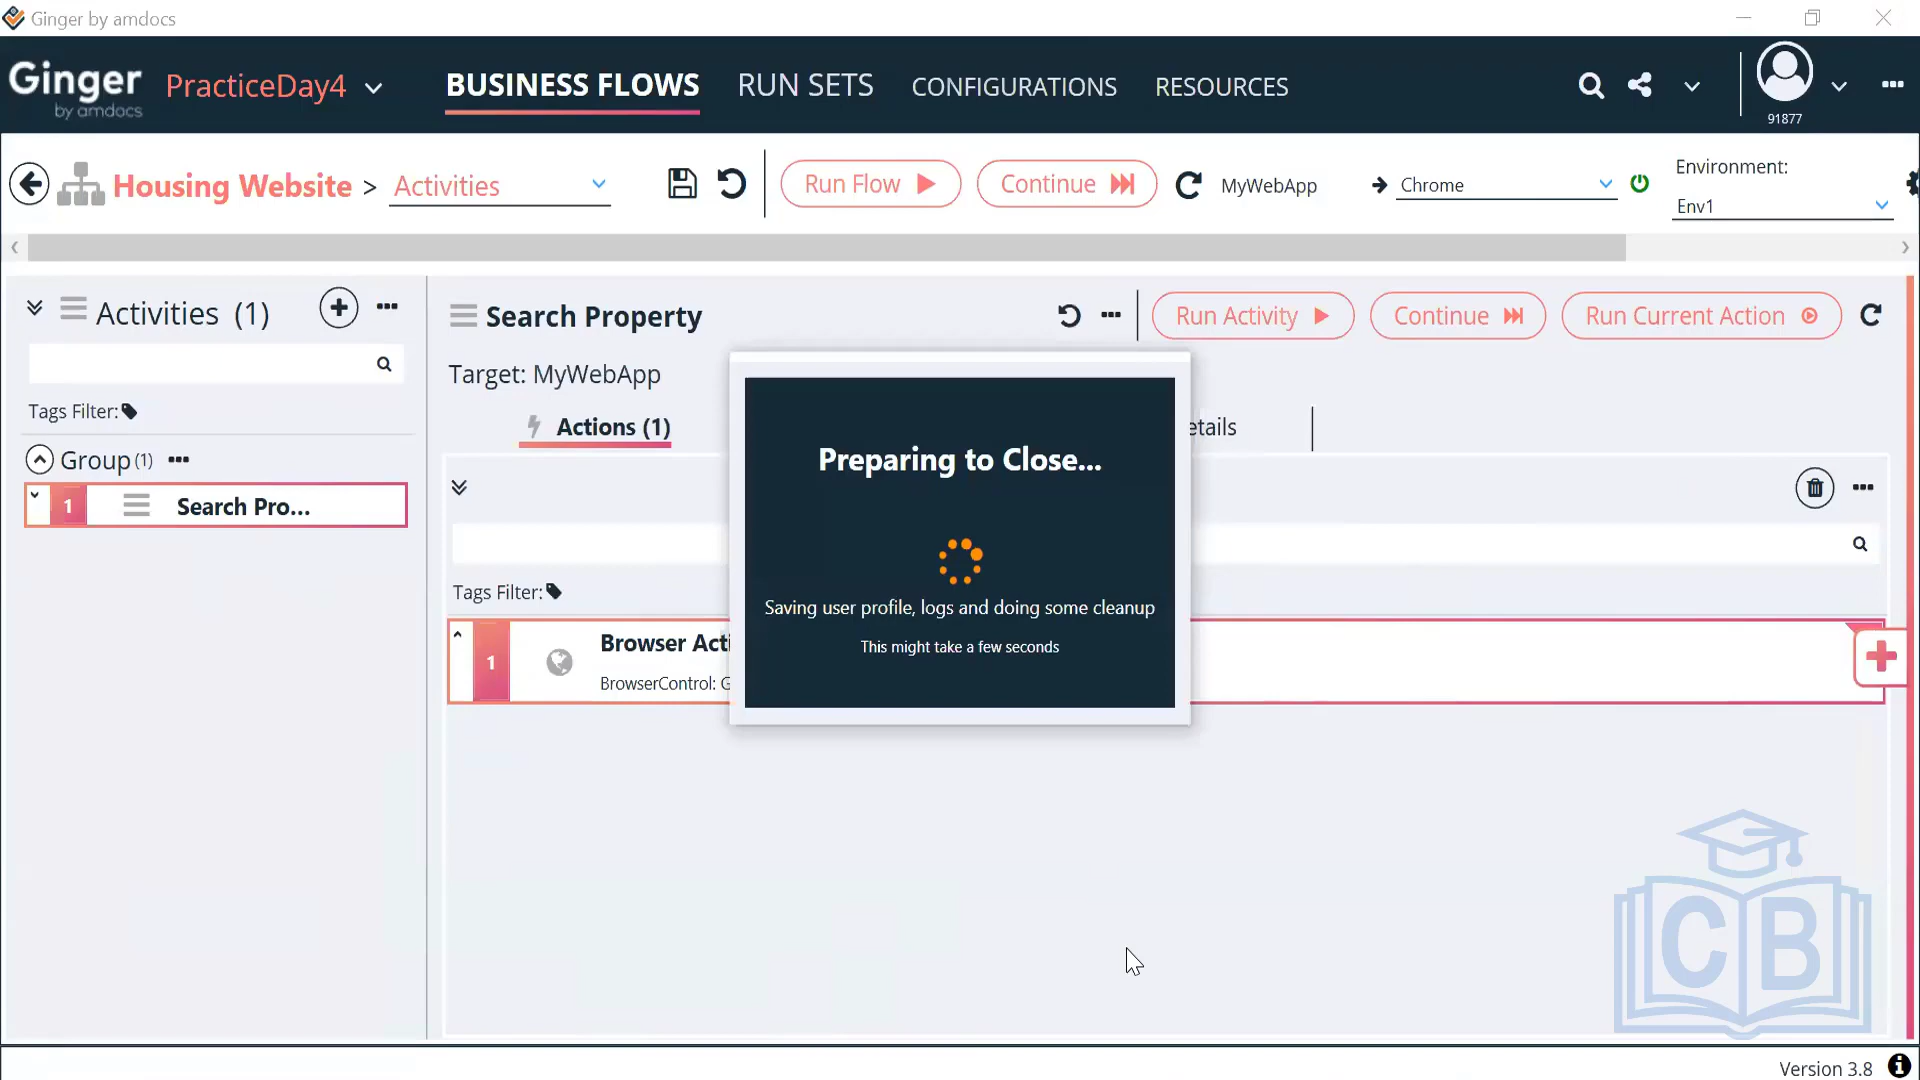 Ginger by amdocs
Ginger
by amdocs
PracticeDay4
BUSINESS FLOWS
RUN SETS
CONFIGURATIONS
RESOURCES
91877
Housing Website > Activities
Run Flow
Continue
MyWebApp
Chrome
Environment:
Env1
Activities (1)
Tags Filter:
Group (1)
1 Search Pro...
Search Property
Run Activity
Continue
Run Current Action
Target: MyWebApp
Actions (1)
etails
Tags Filter:
1
Browser Acti
BrowserControl: G
Preparing to Close...
Saving user profile, logs and doing some cleanup
This might take a few seconds
CB
Version 3.8